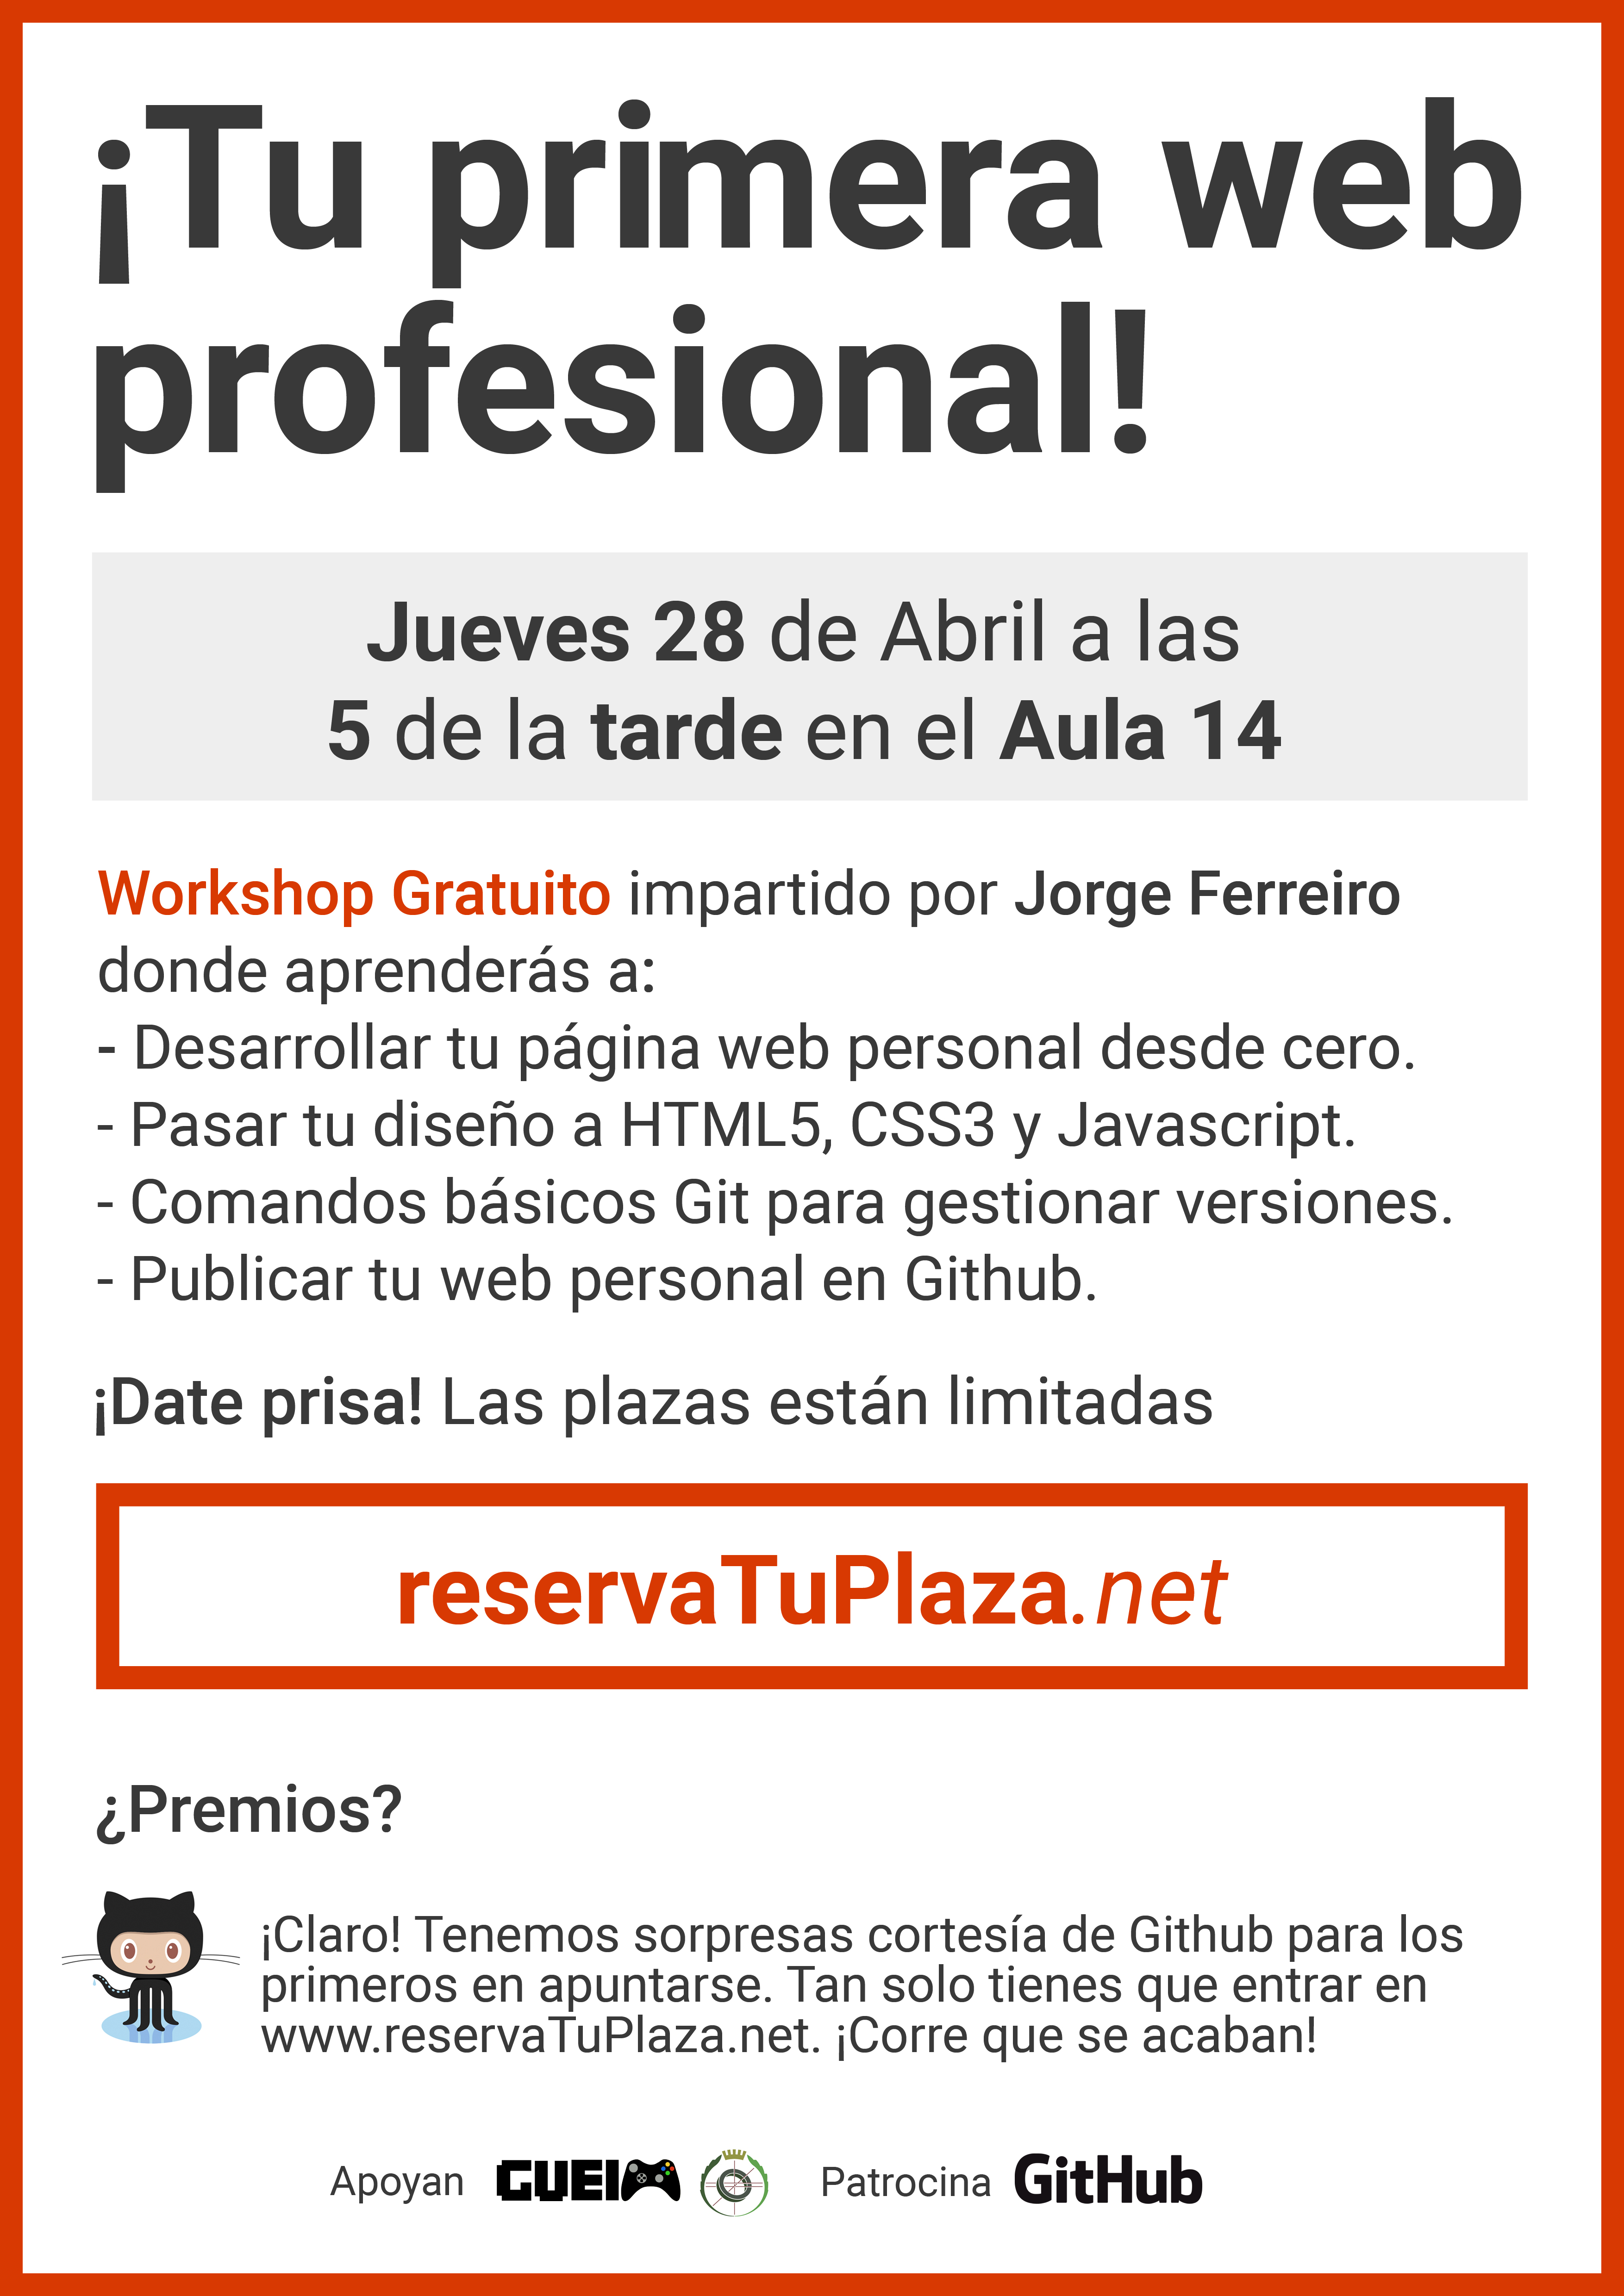 ¡Tu primera web
profesional!
Jueves 28 de Abril a las
5 de la tarde en el Aula 14
Workshop Gratuito impartido por Jorge Ferreiro
donde aprenderás a:
- Desarrollar tu página web personal desde cero.
- Pasar tu diseño a HTML5, CSS3 y Javascript.
- Comandos básicos Git para gestionar versiones.
- Publicar tu web personal en Github.
¡Date prisa! Las plazas están limitadas
reservaTuPlaza.net
¿Premios?
¡Claro! Tenemos sorpresas cortesía de Github para los
primeros en apuntarse. Tan solo tienes que entrar en
www.reservaTuPlaza.net. ¡Corre que se acaban!
Apoyan GUEI Patrocina GitHub